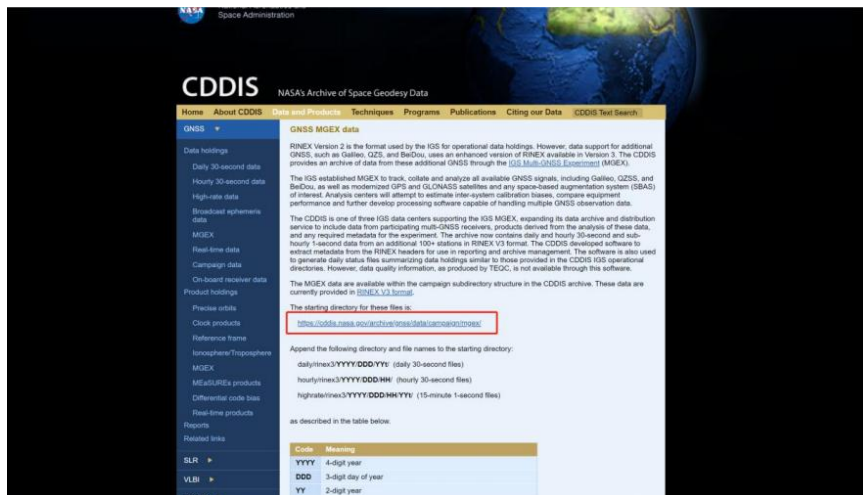 NASA
Space Administration
CDDIS
NASA's Archive of Space Geodesy Data
Home About CDDIS Data and Products Techniques Programs Publications Citing our Data CDDIS Text Search
GNSS
Data holdings
Daily 30-second data
Hourly 30-second data
High-rate data
Broadcast ephemeris
data
MGEX
Real-time data
Campaign data
On-board receiver data
Product holdings
Precise orbits
Clock products
Reference frame
Ionosphere/Troposphere
MGEX
MEaSUREs products
Differential code bias
Real-time products
Reports
Related links
SLR
VLBI
GNSS MGEX data
RINEX Version 2 is the format used by the IGS for operational data holdings. However, data support for additional
GNSS, such as Galileo, QZS, and BeiDou, uses an enhanced version of RINEX available in Version 3. The CDDIS
provides an archive of data from these additional GNSS through the IGS Multi-GNSS Experiment (MGEX).
The IGS established MGEX to track, collate and analyze all available GNSS signals, including Galileo, QZSS, and
BeiDou, as well as modernized GPS and GLONASS satellites and any space-based augmentation system (SBAS)
of interest. Analysis centers will attempt to estimate inter-system calibration biases, compare equipment
performance and further develop processing software capable of handling multiple GNSS observation data.
The CDDIS is one of three IGS data centers supporting the IGS MGEX, expanding its data archive and distribution
service to include data from participating multi-GNSS receivers, products derived from the analysis of these data,
and any required metadata for the experiment. The archive now contains daily and hourly 30-second and sub-
hourly 1-second data from an additional 100+ stations in RINEX V3 format. The CDDIS developed software to
extract metadata from the RINEX headers for use in reporting and archive management. The software is also used
to generate daily status files summarizing data holdings similar to those provided in the CDDIS IGS operational
directories. However, data quality information, as produced by TEQC, is not available through this software.
The MGEX data are available within the campaign subdirectory structure in the CDDIS archive. These data are
currently provided in RINEX V3 format.
The starting directory for these files is:
https://cddis.nasa.gov/archive/gnss/data/campaign/mgex/
Append the following directory and file names to the starting directory:
daily/rinex3/YYYY/DDD/YYt/ (daily 30-second files)
hourly/rinex3/YYYY/DDD/HH/ (hourly 30-second files)
highrate/rinex3/YYYY/DDD/HH/YYt/ (15-minute 1-second files)
as described in the table below.
Code Meaning
YYYY 4-digit year
DDD 3-digit day of year
YY 2-digit year